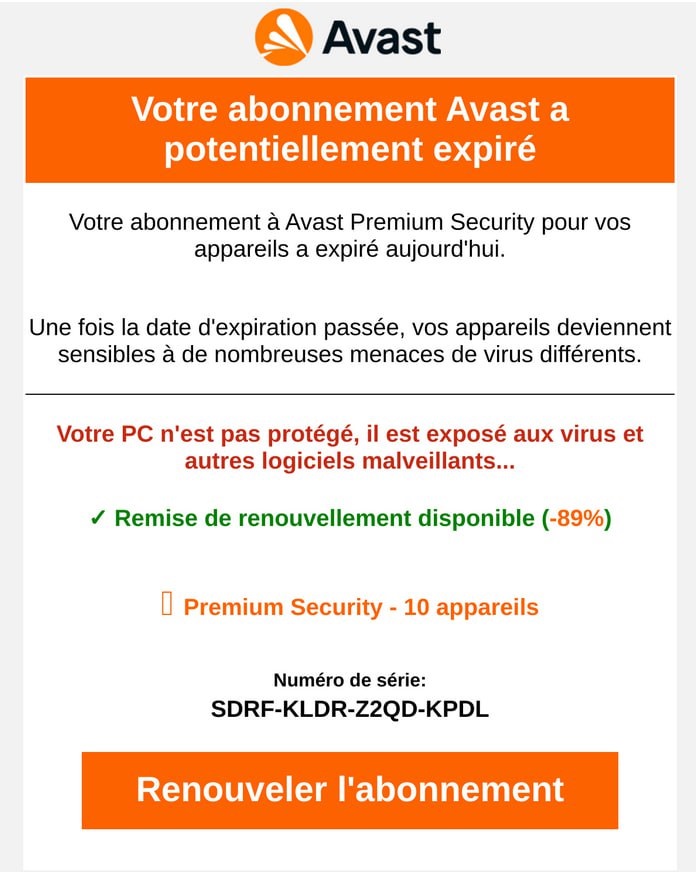 Avast
Votre abonnement Avast a
potentiellement expiré
Votre abonnement à Avast Premium Security pour vos
appareils a expiré aujourd'hui.
Une fois la date d'expiration passée, vos appareils deviennent
sensibles à de nombreuses menaces de virus différents.
Votre PC n'est pas protégé, il est exposé aux virus et
autres logiciels malveillants...
✓ Remise de renouvellement disponible (-89%)
Premium Security - 10 appareils
Numéro de série:
SDRF-KLDR-Z2QD-KPDL
Renouveler l'abonnement